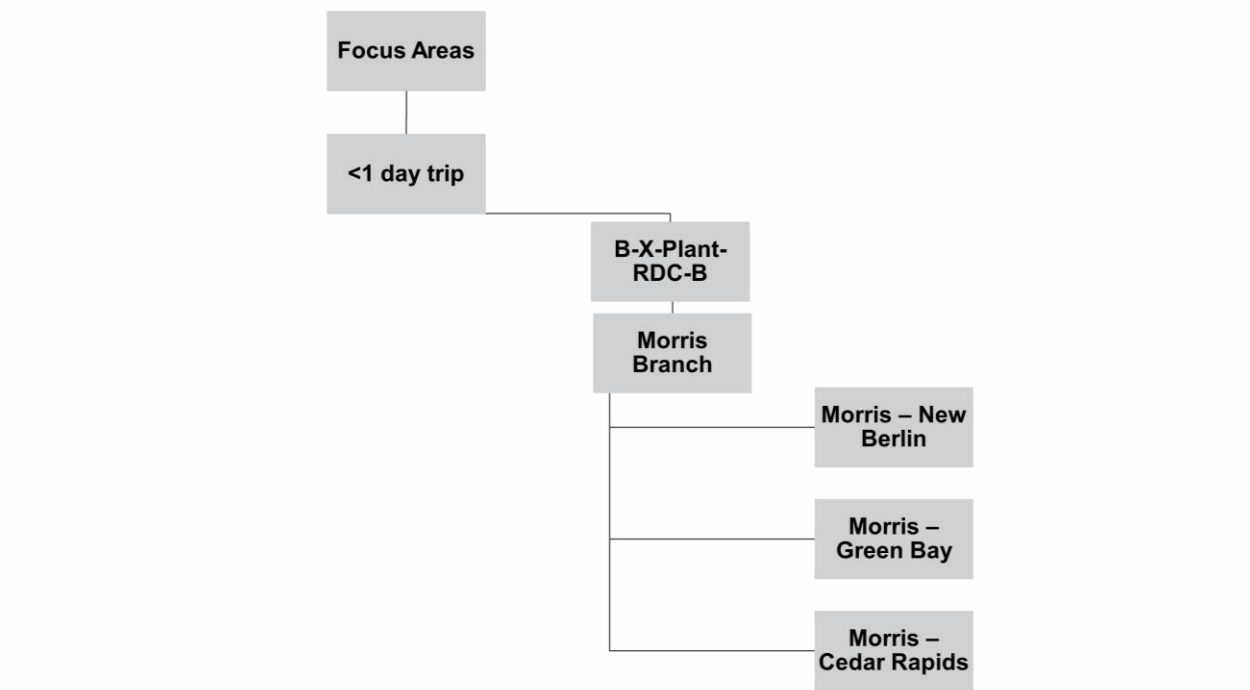 Focus Areas
<1 day trip
B-X-Plant-
RDC-B
Morris
Branch
Morris – New
Berlin
Morris –
Green Bay
Morris –
Cedar Rapids